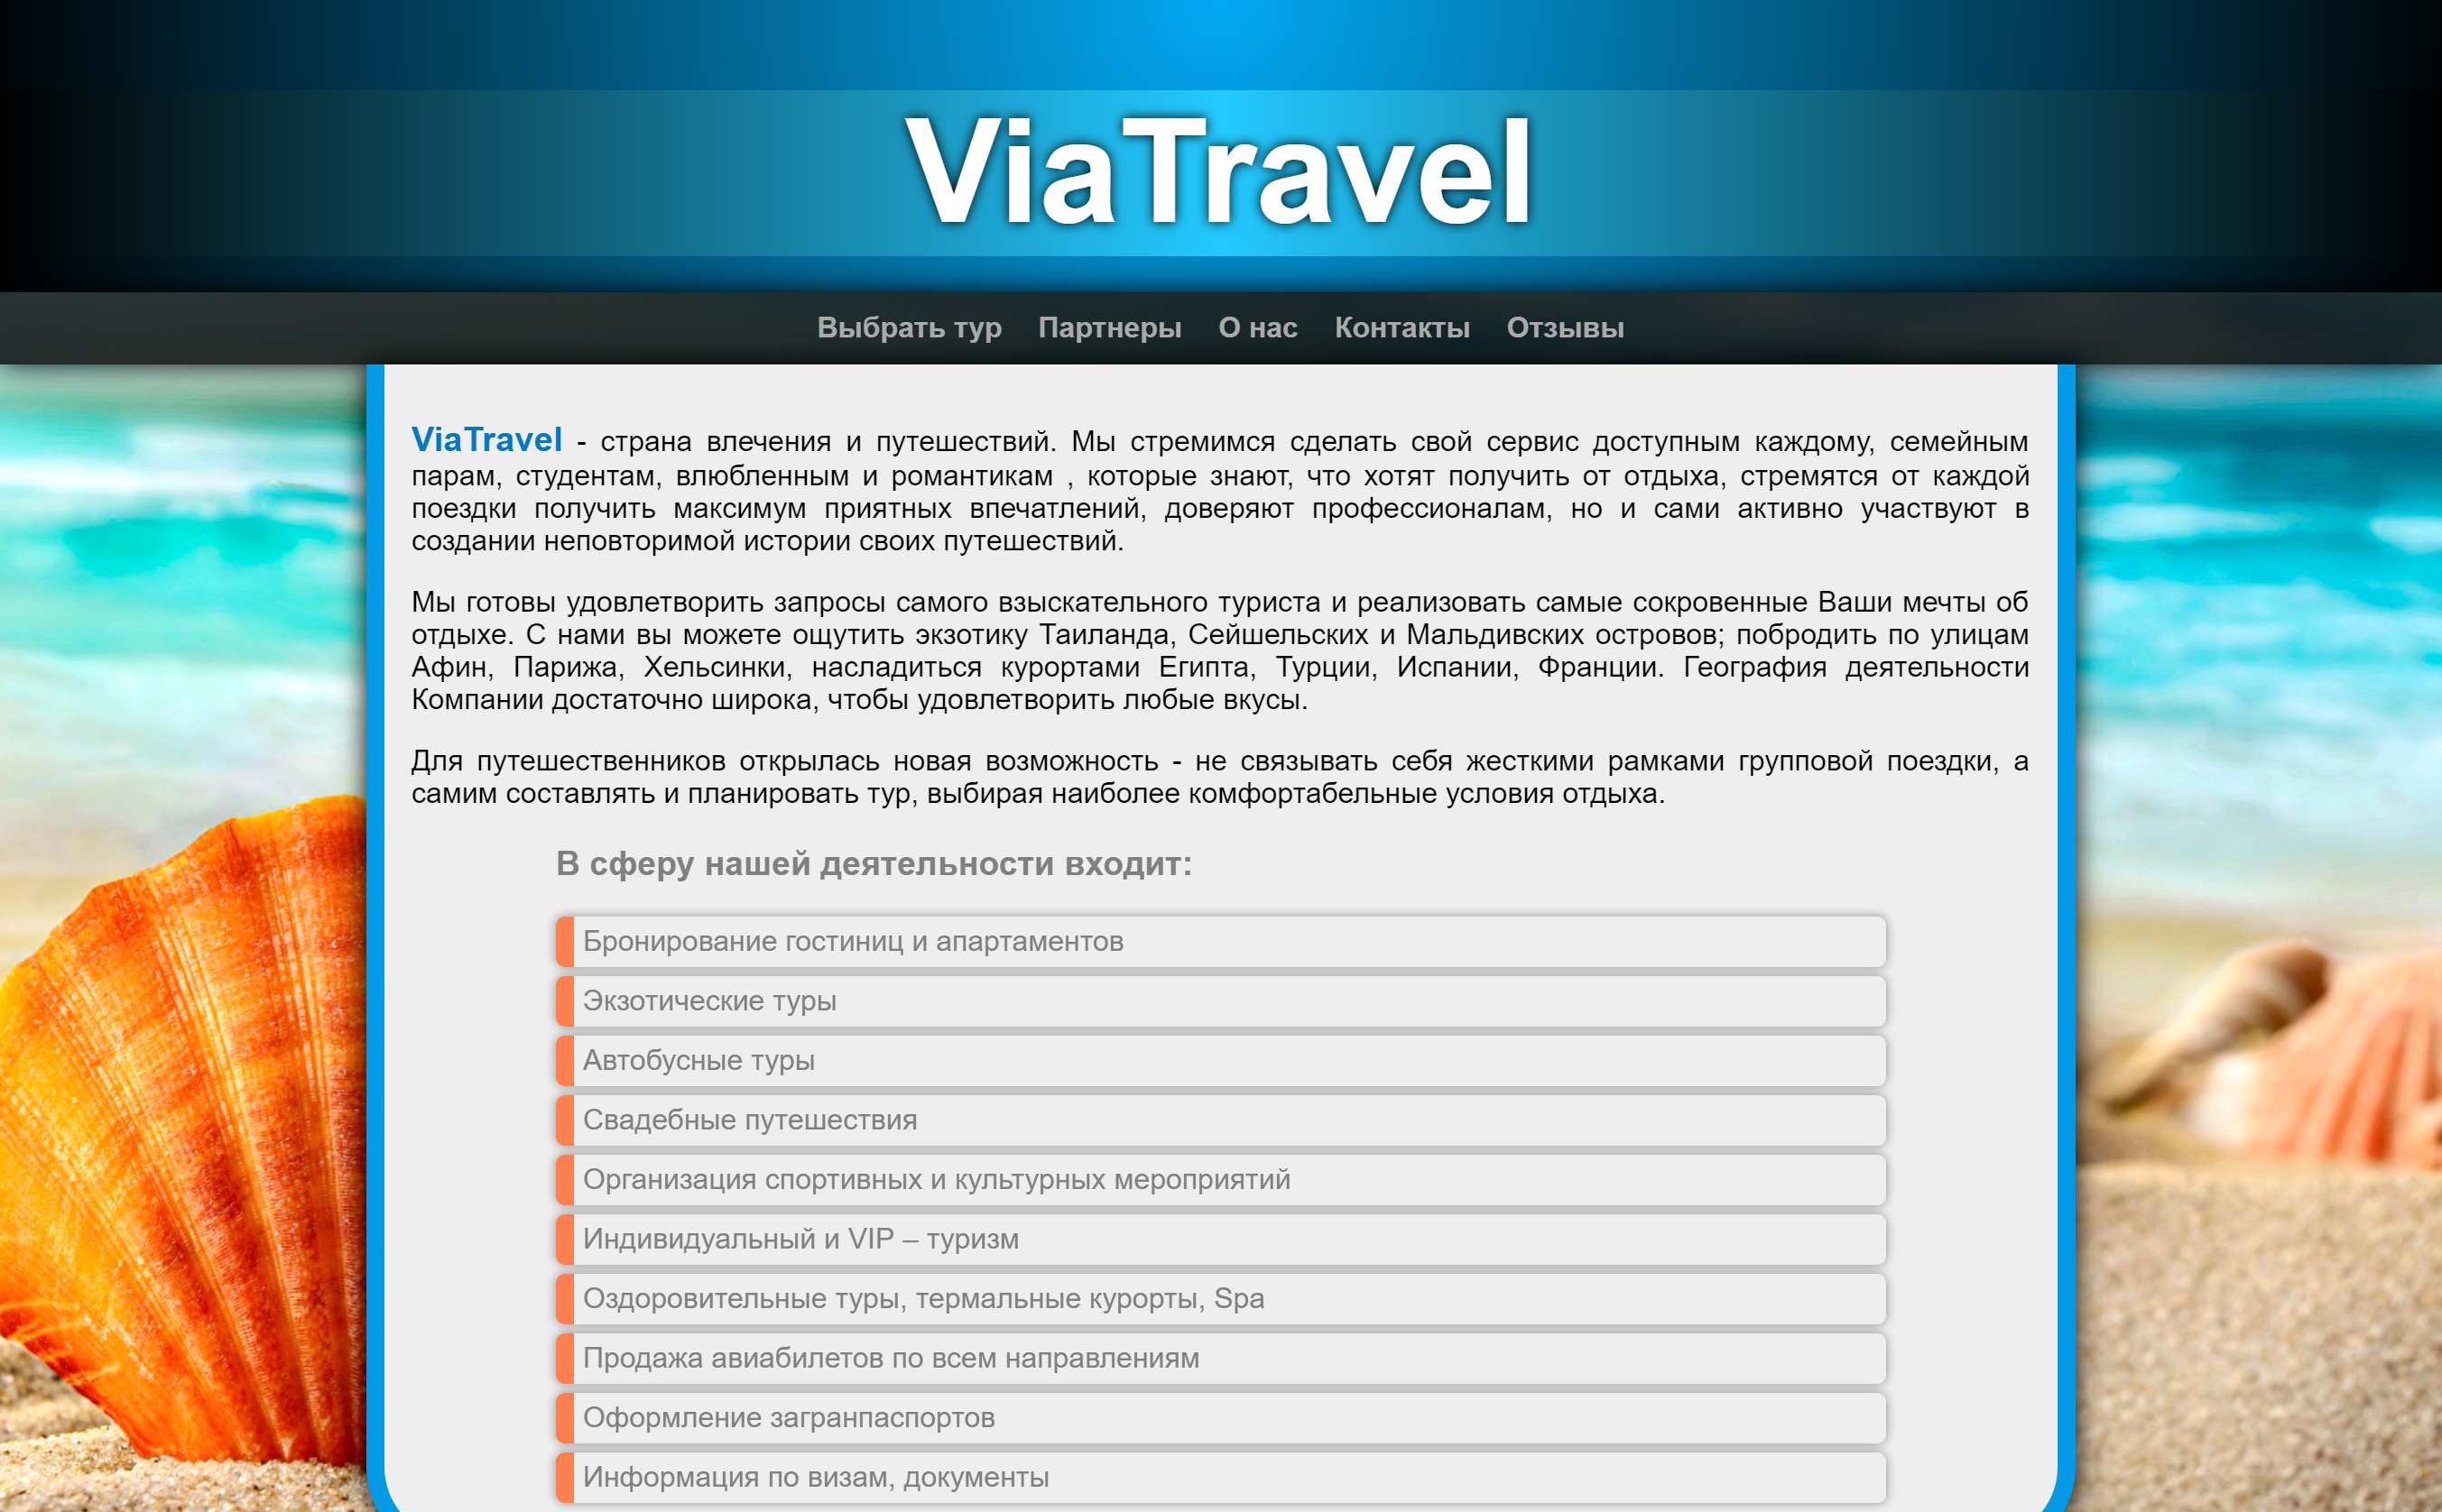 ViaTravel
Выбрать тур Партнеры О нас Контакты Отзывы
ViaTravel - страна влечения и путешествий. Мы стремимся сделать свой сервис доступным каждому, семейным
парам, студентам, влюбленным и романтикам , которые знают, что хотят получить от отдыха, стремятся от каждой
поездки получить максимум приятных впечатлений, доверяют профессионалам, но и сами активно участвуют в
создании неповторимой истории своих путешествий.
Мы готовы удовлетворить запросы самого взыскательного туриста и реализовать самые сокровенные Ваши мечты об
отдыхе. С нами вы можете ощутить экзотику Таиланда, Сейшельских и Мальдивских островов; побродить по улицам
Афин, Парижа, Хельсинки, насладиться курортами Египта, Турции, Испании, Франции. География деятельности
Компании достаточно широка, чтобы удовлетворить любые вкусы.
Для путешественников открылась новая возможность - не связывать себя жесткими рамками групповой поездки, а
самим составлять и планировать тур, выбирая наиболее комфортабельные условия отдыха.
В сферу нашей деятельности входит:
Бронирование гостиниц и апартаментов
Экзотические туры
Автобусные туры
Свадебные путешествия
Организация спортивных и культурных мероприятий
Индивидуальный и VIP – туризм
Оздоровительные туры, термальные курорты, Spa
Продажа авиабилетов по всем направлениям
Оформление загранпаспортов
Информация по визам, документы